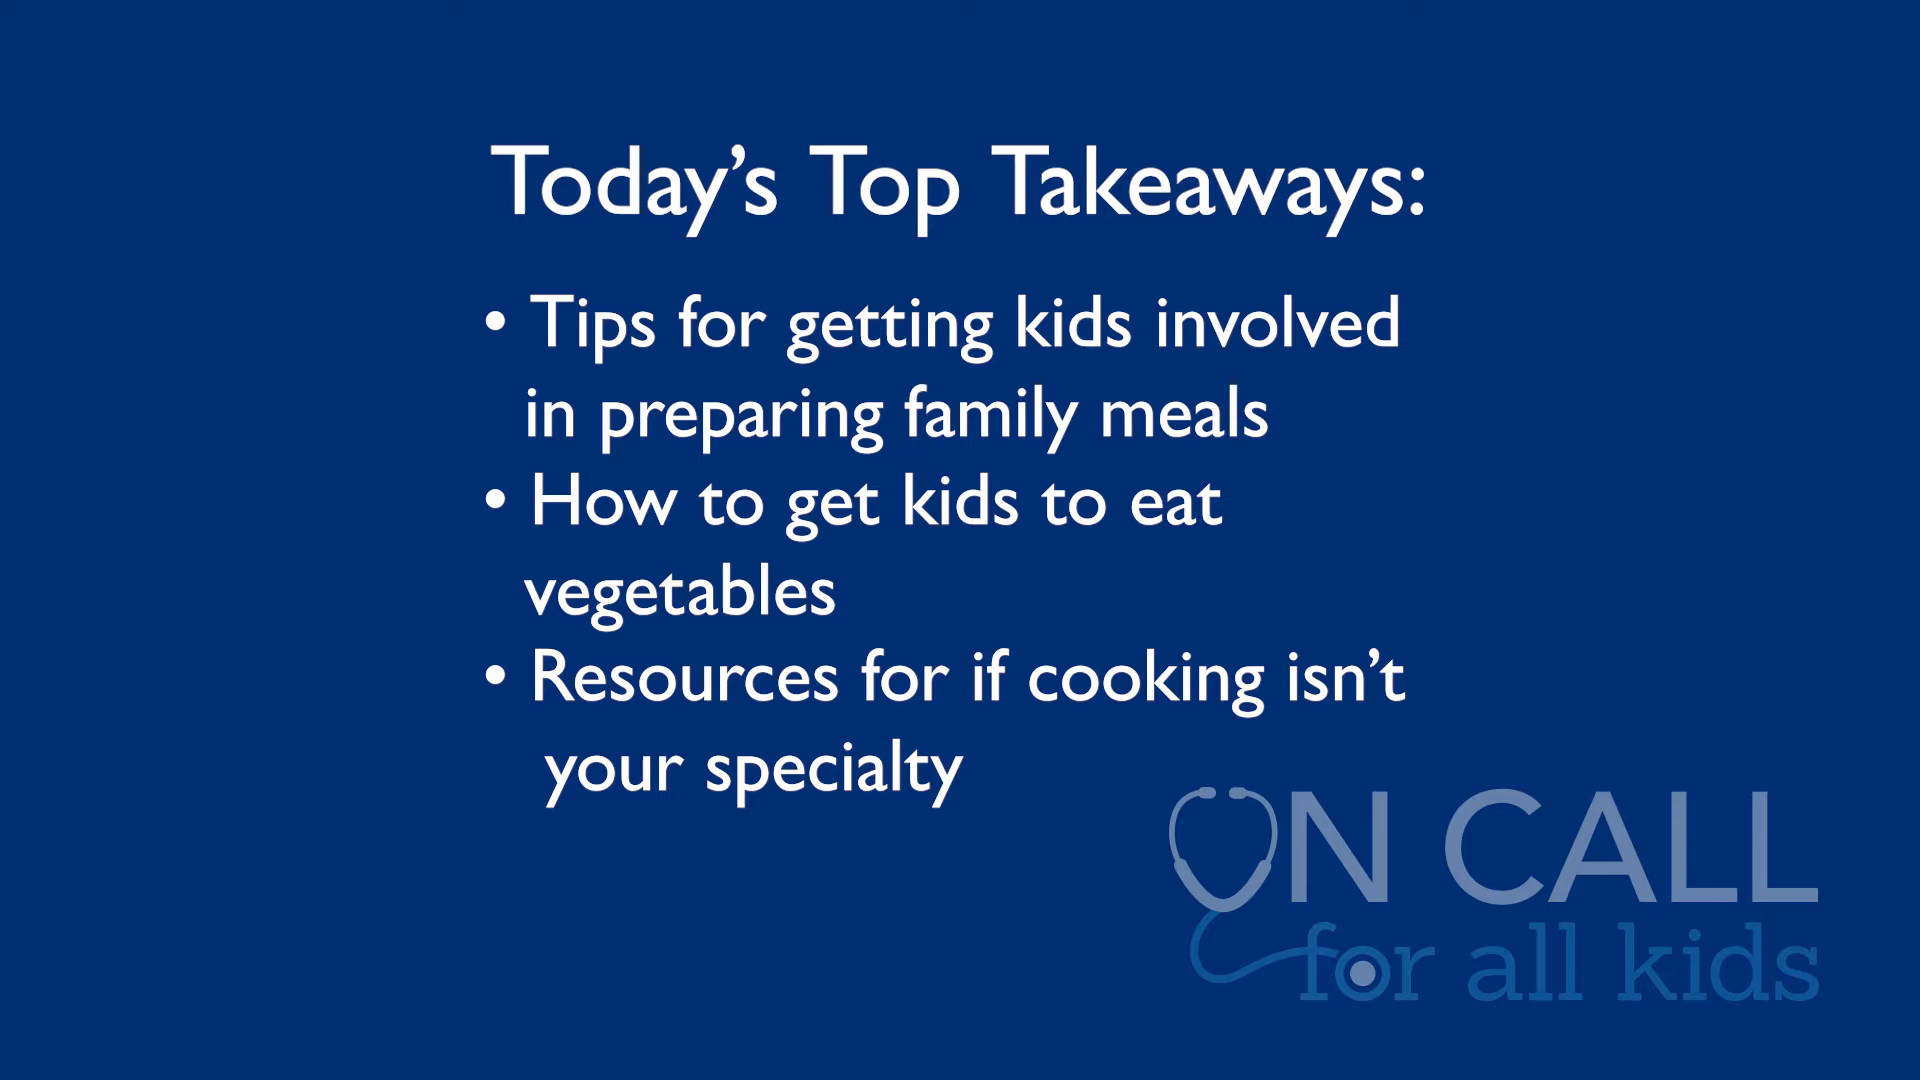 Today’s Top Takeaways:
• Tips for getting kids involved
in preparing family meals
• How to get kids to eat
vegetables
• Resources for if cooking isn’t
your specialty
ON CALL
for all kids